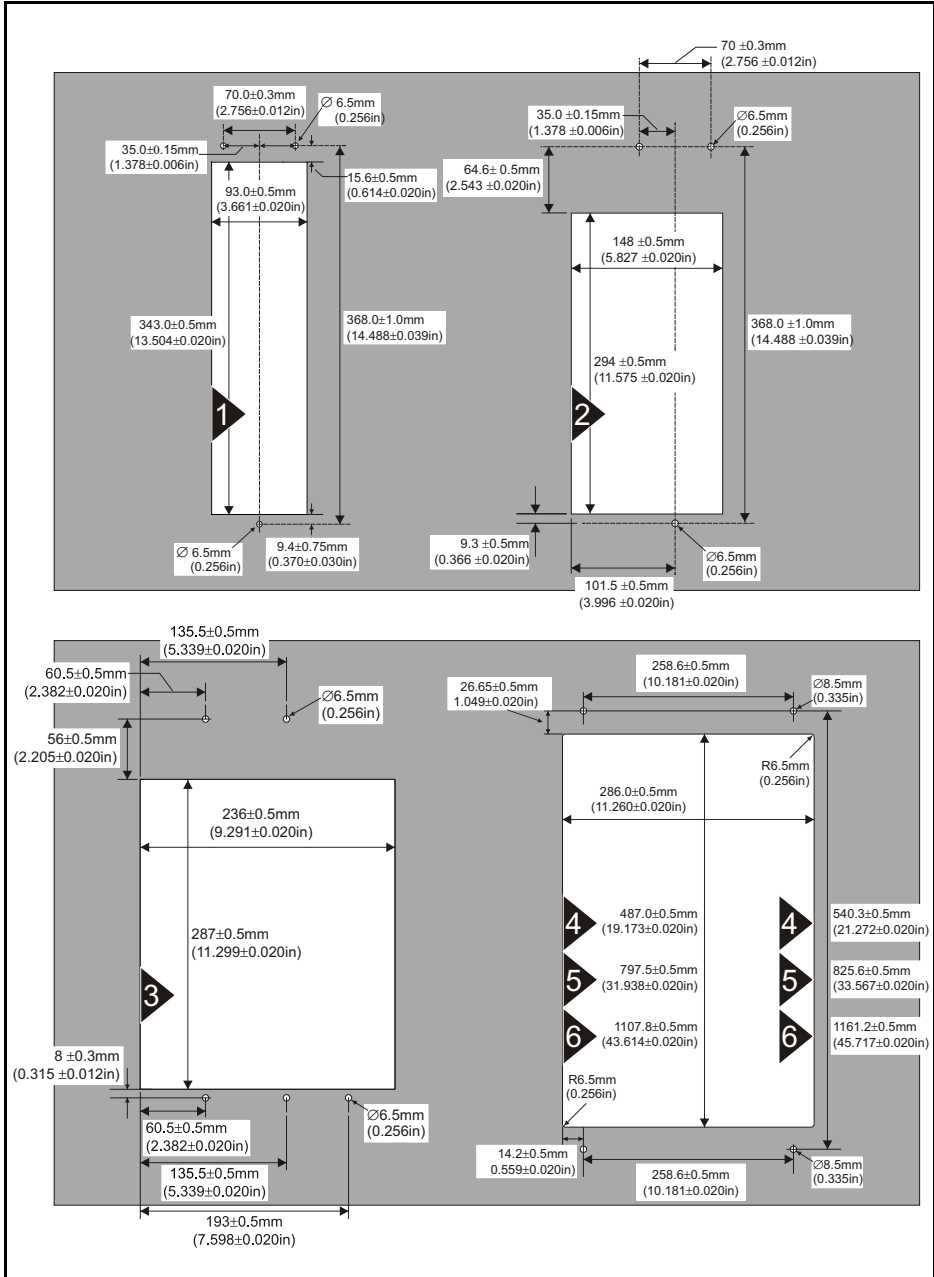 70.0±0.3mm
(2.756±0.012in)
Ø 6.5mm
(0.256in)
35.0±0.15mm
(1.378±0.006in)
15.6±0.5mm
(0.614±0.020in)
93.0±0.5mm
(3.661±0.020in)
343.0±0.5mm
(13.504±0.020in)
368.0±1.0mm
(14.488±0.039in)
1
Ø 6.5mm
(0.256in)
9.4±0.75mm
(0.370±0.030in)
70 ±0.3mm
(2.756 ±0.012in)
35.0 ±0.15mm
(1.378 ±0.006in)
Ø6.5mm
(0.256in)
64.6± 0.5mm
(2.543 ±0.020in)
148 ±0.5mm
(5.827 ±0.020in)
368.0 ±1.0mm
(14.488 ±0.039in)
294 ±0.5mm
(11.575 ±0.020in)
2
9.3 ±0.5mm
(0.366 ±0.020in)
Ø6.5mm
(0.256in)
101.5 ±0.5mm
(3.996 ±0.020in)
135.5±0.5mm
(5.339±0.020in)
60.5±0.5mm
(2.382±0.020in)
Ø6.5mm
(0.256in)
56±0.5mm
(2.205±0.020in)
236±0.5mm
(9.291±0.020in)
287±0.5mm
(11.299±0.020in)
3
8 ±0.3mm
(0.315 ±0.012in)
Ø6.5mm
(0.256in)
60.5±0.5mm
(2.382±0.020in)
135.5±0.5mm
(5.339±0.020in)
193±0.5mm
(7.598±0.020in)
258.6±0.5mm
(10.181±0.020in)
26.65±0.5mm
1.049±0.020in)
Ø8.5mm
(0.335in)
R6.5mm
(0.256in)
286.0±0.5mm
(11.260±0.020in)
4
487.0±0.5mm
(19.173±0.020in)
4
540.3±0.5mm
(21.272±0.020in)
5
797.5±0.5mm
(31.938±0.020in)
5
825.6±0.5mm
(33.567±0.020in)
6
1107.8±0.5mm
(43.614±0.020in)
6
1161.2±0.5mm
(45.717±0.020in)
R6.5mm
(0.256in)
14.2±0.5mm
0.559±0.020in)
258.6±0.5mm
(10.181±0.020in)
Ø8.5mm
(0.335in)